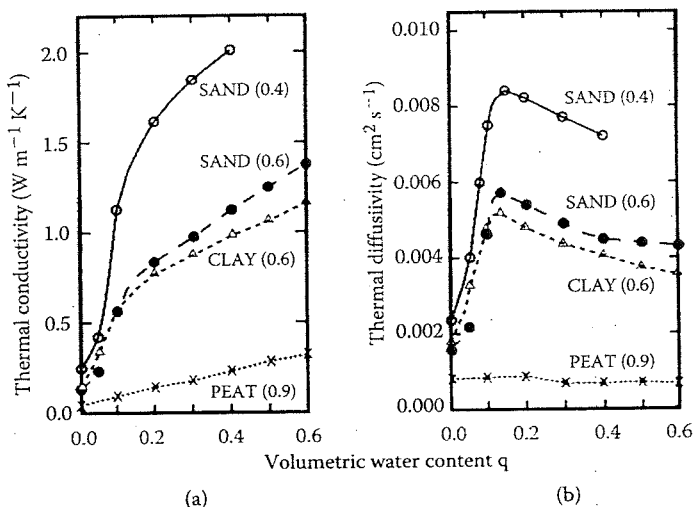 Thermal conductivity (W m⁻¹ K⁻¹)
2.0
1.5
1.0
0.5
0.0
SAND (0.4)
SAND (0.6)
CLAY (0.6)
PEAT (0.9)
0.0 0.2 0.4 0.6
Thermal diffusiivity (cm² s⁻¹)
0.010
0.008
0.006
0.004
0.002
0.000
SAND (0.4)
SAND (0.6)
CLAY (0.6)
PEAT (0.9)
0.0 0.2 0.4 0.6
Volumetric water content q
(a)
(b)